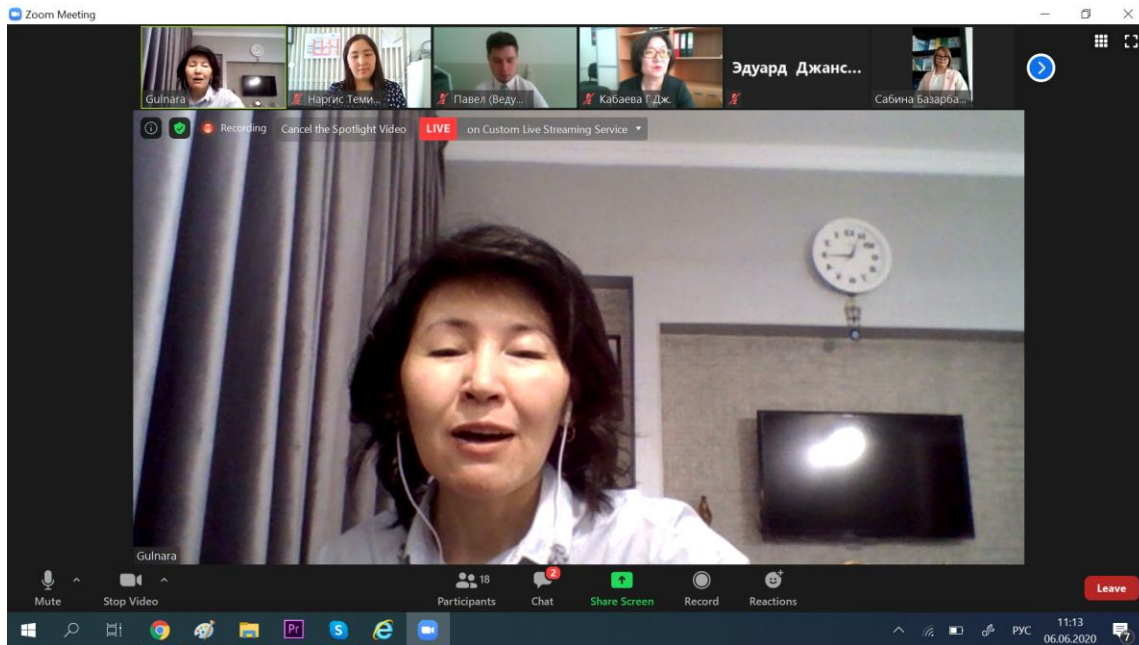 Zoom Meeting
Gulnara
Наргис Теми...
Павел (Веду...
Кабаева Г.Дж.
Эдуард Джанс...
Сабина Базарба...
Recording
Cancel the Spotlight Video
LIVE on Custom Live Streaming Service
Gulnara
Mute
Stop Video
18
Participants
2
Chat
Share Screen
Record
Reactions
Leave
Pr
S
e
РУС
11:13
06.06.2020
7